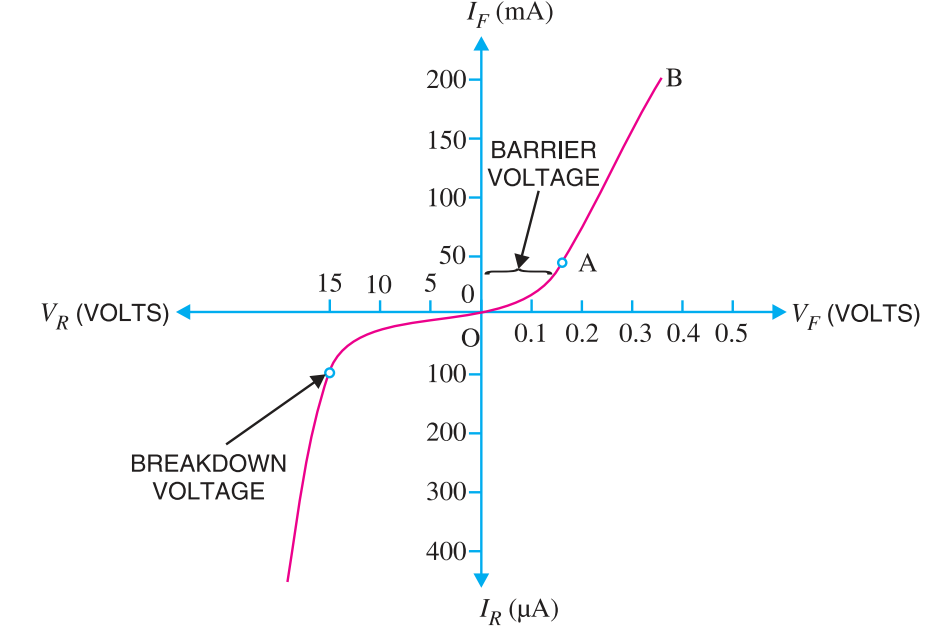 I_F (mA)
200
B
150
BARRIER
VOLTAGE
100
50
A
15 10 5 0
V_R (VOLTS)
V_F (VOLTS)
O
0.1 0.2 0.3 0.4 0.5
100
200
BREAKDOWN
VOLTAGE
300
400
I_R (μA)